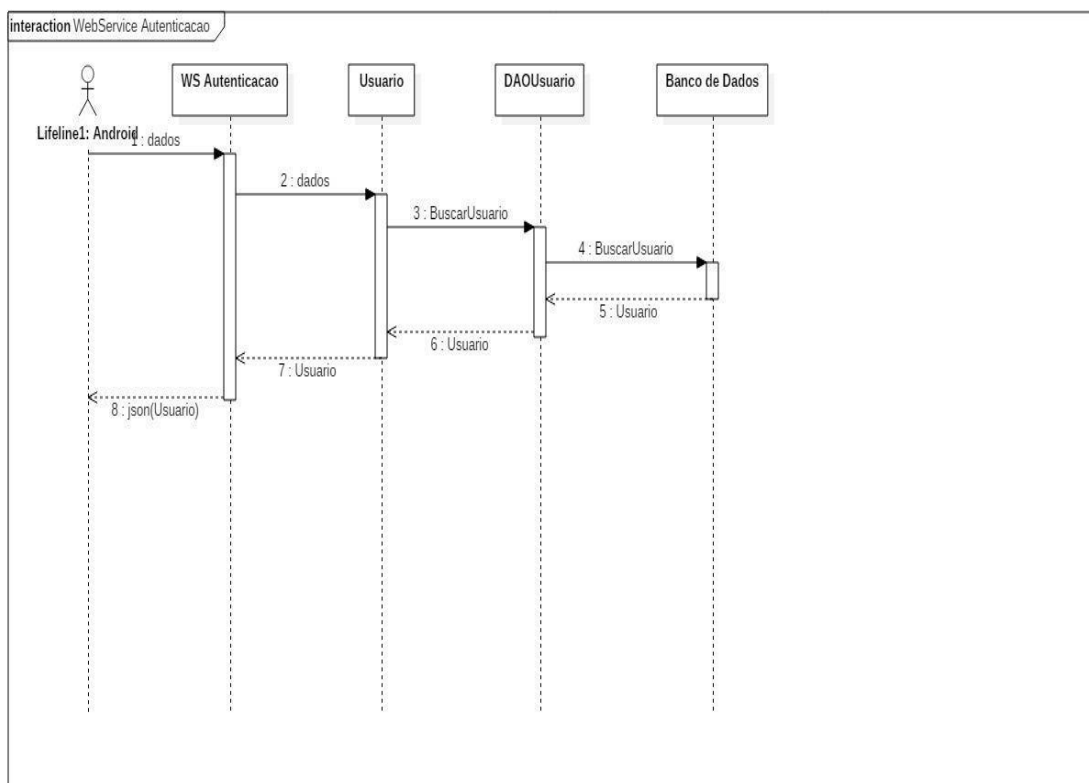 interaction WebService Autenticacao
WS Autenticacao
Usuario
DAOUsuario
Banco de Dados
Lifeline1: Android
1 : dados
2 : dados
3 : BuscarUsuario
4 : BuscarUsuario
5 : Usuario
6 : Usuario
7 : Usuario
8 : json(Usuario)